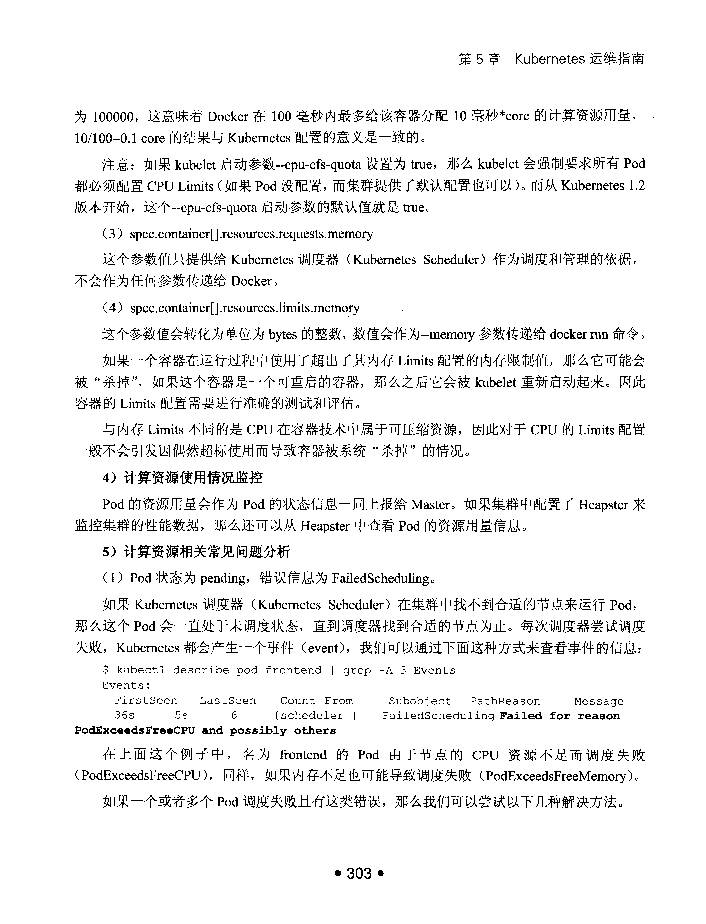 第 5 章 Kubernetes 运维指南
为 100000，这意味着 Docker 在 100 毫秒内最多给该容器分配 10 毫秒*core 的计算资源用量，
10/100=0.1 core 的结果与 Kubernetes 配置的意义是一致的。
注意：如果 kubelet 启动参数--cpu-cfs-quota 设置为 true，那么 kubelet 会强制要求所有 Pod
都必须配置 CPU Limits（如果 Pod 没配置，而集群提供了默认配置也可以）。而从 Kubernetes 1.2
版本开始，这个--cpu-cfs-quota 启动参数的默认值就是 true。
（3）spec.container[].resources.requests.memory
这个参数值只提供给 Kubernetes 调度器（Kubernetes Scheduler）作为调度和管理的依据，
不会作为任何参数传递给 Docker。
（4）spec.container[].resources.limits.memory
这个参数值会转化为单位为 bytes 的整数，数值会作为--memory 参数传递给 docker run 命令。
如果一个容器在运行过程中使用了超出了其内存 Limits 配置的内存限制值，那么它可能会
被“杀掉”，如果这个容器是一个可重启的容器，那么之后它会被 kubelet 重新启动起来。因此
容器的 Limits 配置需要进行准确的测试和评估。
与内存 Limits 不同的是 CPU 在容器技术中属于可压缩资源，因此对于 CPU 的 Limits 配置
一般不会引发因偶然超标使用而导致容器被系统“杀掉”的情况。
4）计算资源使用情况监控
Pod 的资源用量会作为 Pod 的状态信息一同上报给 Master。如果集群中配置了 Heapster 来
监控集群的性能数据，那么还可以从 Heapster 中查看 Pod 的资源用量信息。
5）计算资源相关常见问题分析
（1）Pod 状态为 pending，错误信息为 FailedScheduling。
如果 Kubernetes 调度器（Kubernetes Scheduler）在集群中找不到合适的节点来运行 Pod，
那么这个 Pod 会一直处于未调度状态，直到调度器找到合适的节点为止。每次调度器尝试调度
失败，Kubernetes 都会产生一个事件（event），我们可以通过下面这种方式来查看事件的信息：
$ kubectl describe pod frontend | grep -A 3 Events
Events:
FirstSeen LastSeen Count From Subobject PathReason Message
36s 5s 6 {scheduler } FailedScheduling Failed for reason
PodExceedsFreeCPU and possibly others
在上面这个例子中，名为 frontend 的 Pod 由于节点的 CPU 资源不足而调度失败
（PodExceedsFreeCPU），同样，如果内存不足也可能导致调度失败（PodExceedsFreeMemory）。
如果一个或者多个 Pod 调度失败且有这类错误，那么我们可以尝试以下几种解决方法。
• 303 •